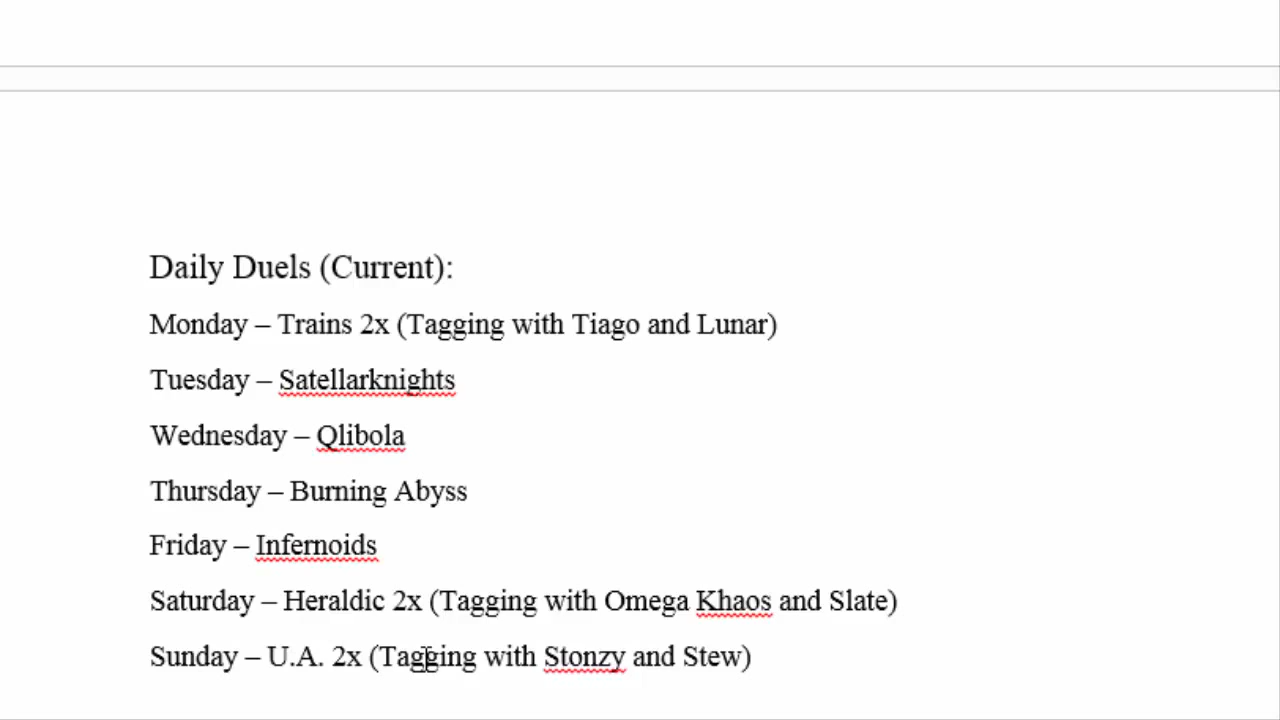 Daily Duels (Current):
Monday – Trains 2x (Tagging with Tiago and Lunar)
Tuesday – Satellarknights
Wednesday – Qlibola
Thursday – Burning Abyss
Friday – Infernoids
Saturday – Heraldic 2x (Tagging with Omega Khaos and Slate)
Sunday – U.A. 2x (Tagging with Stonzy and Stew)